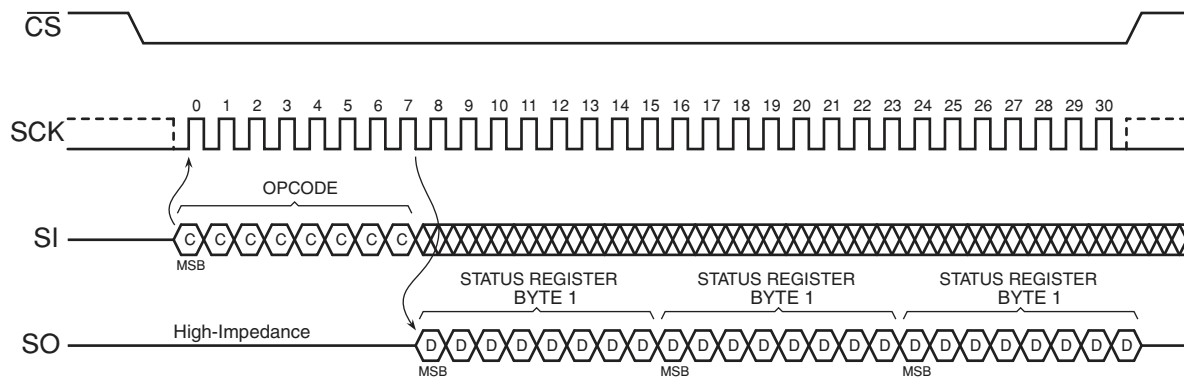 CS
0 1 2 3 4 5 6 7 8 9 10 11 12 13 14 15 16 17 18 19 20 21 22 23 24 25 26 27 28 29 30
SCK
OPCODE
SI C C C C C C C C
MSB
STATUS REGISTER BYTE 1 STATUS REGISTER BYTE 1 STATUS REGISTER BYTE 1
High-Impedance
SO D D D D D D D D D D D D D D D D D D D D D D D D
MSB MSB MSB